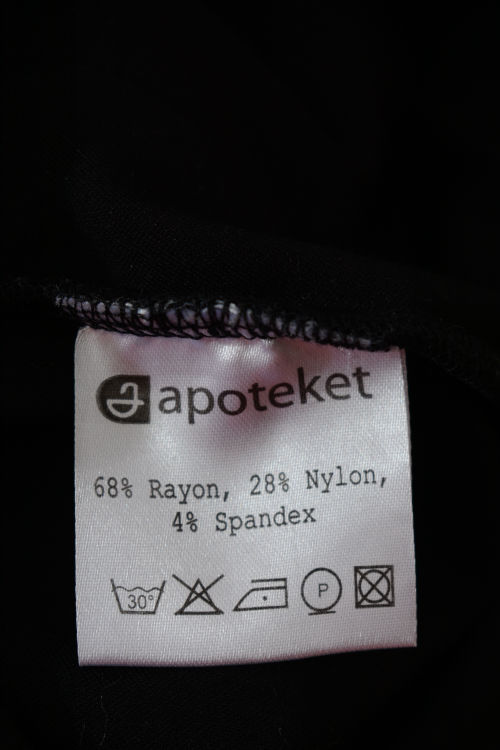 apoteket
68% Rayon, 28% Nylon,
4% Spandex
30°
P